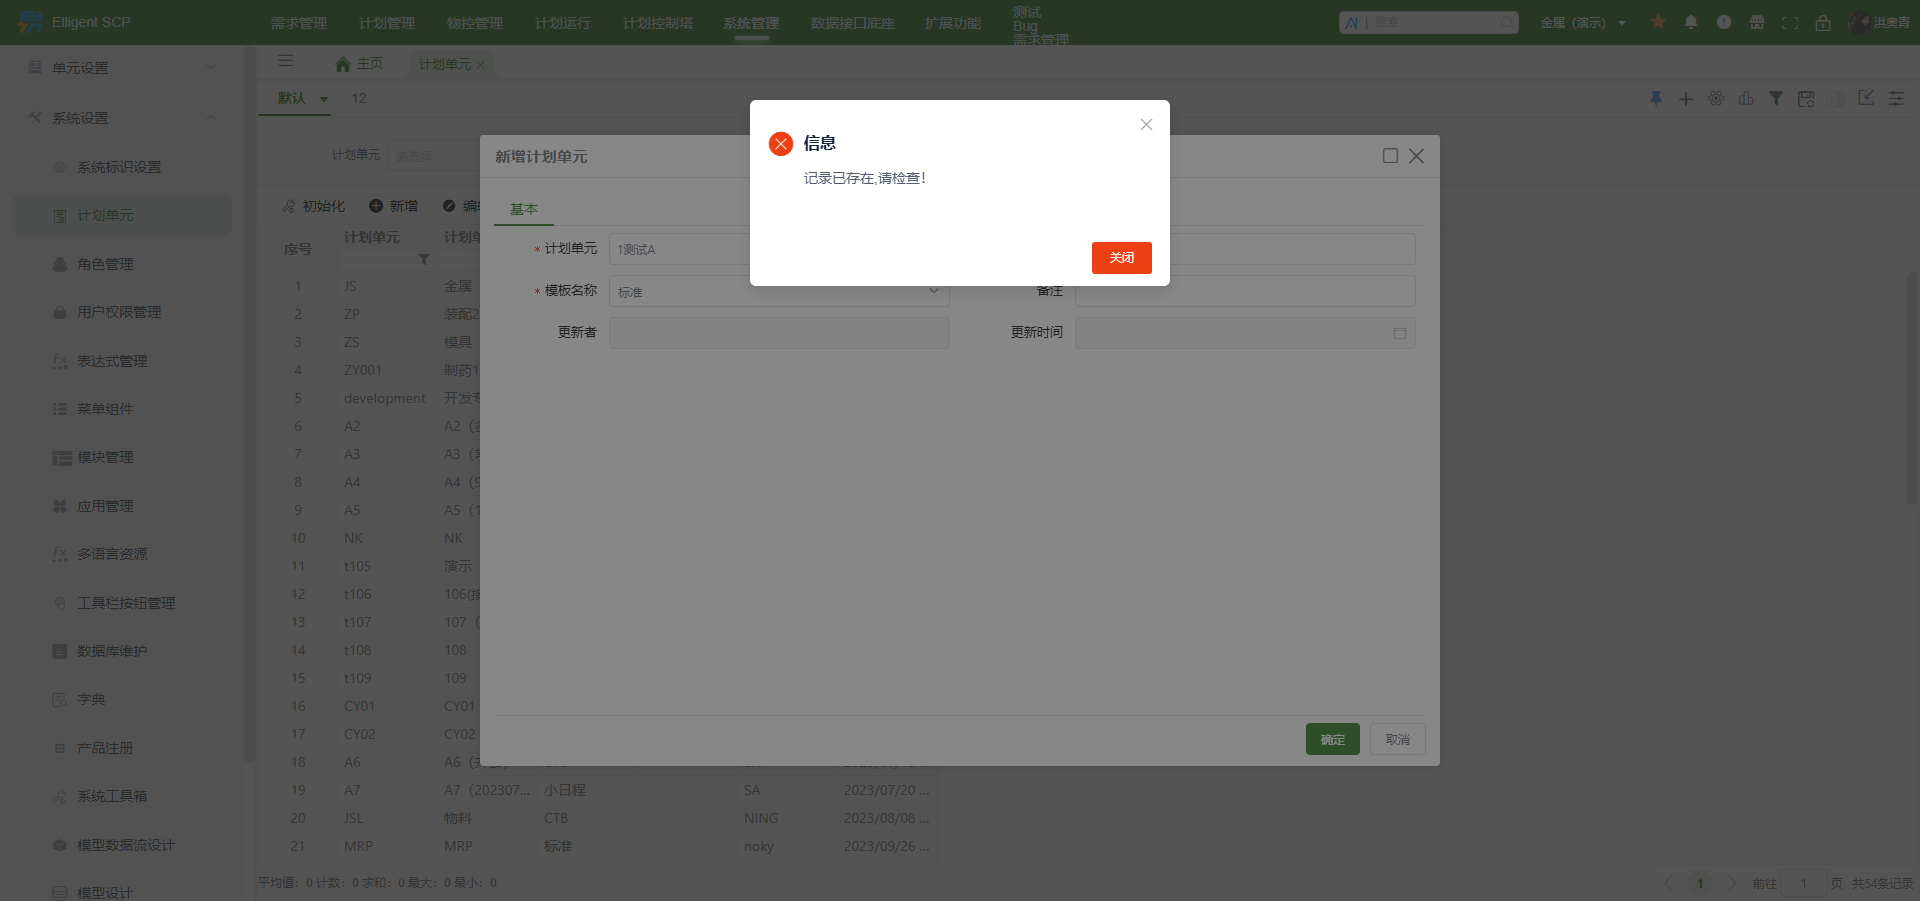 Elligent SCP
需求管理
计划管理
物控管理
计划运行
计划控制塔
系统管理
数据接口底座
扩展功能
测试
Bug
需求管理
AI | 搜索
金属（演示）
洪奥青
单元设置
系统设置
系统标识设置
计划单元
角色管理
用户权限管理
表达式管理
菜单组件
模块管理
应用管理
多语言资源
工具栏按钮管理
数据库维护
字典
产品注册
系统工具箱
模型数据流设计
模型设计
主页
计划单元
默认
12
计划单元
请选择
初始化
新增
编辑
序号
计划单元
1 JS 金属
2 ZP 装配2
3 ZS 模具
4 ZY001 制药1
5 development 开发专
6 A2
7 A3
8 A4
9 A5
10 NK NK
11 t105 演示
12 t106
13 t107
14 t108 108
15 t109 109
16 CY01 CY01
17 CY02 CY02
18 A6
19 A7 A7（202307... 小日程 SA 2023/07/20 ...
20 JSL 物料 CTB NING 2023/08/08 ...
21 MRP MRP 标准 noky 2023/09/26 ...
平均值：0 计数：0 求和：0 最大：0 最小：0
1
前往 1 页 共54条记录
新增计划单元
基本
* 计划单元
1测试A
* 模板名称
标准
备注
更新者
更新时间
确定
取消
信息
记录已存在,请检查!
关闭